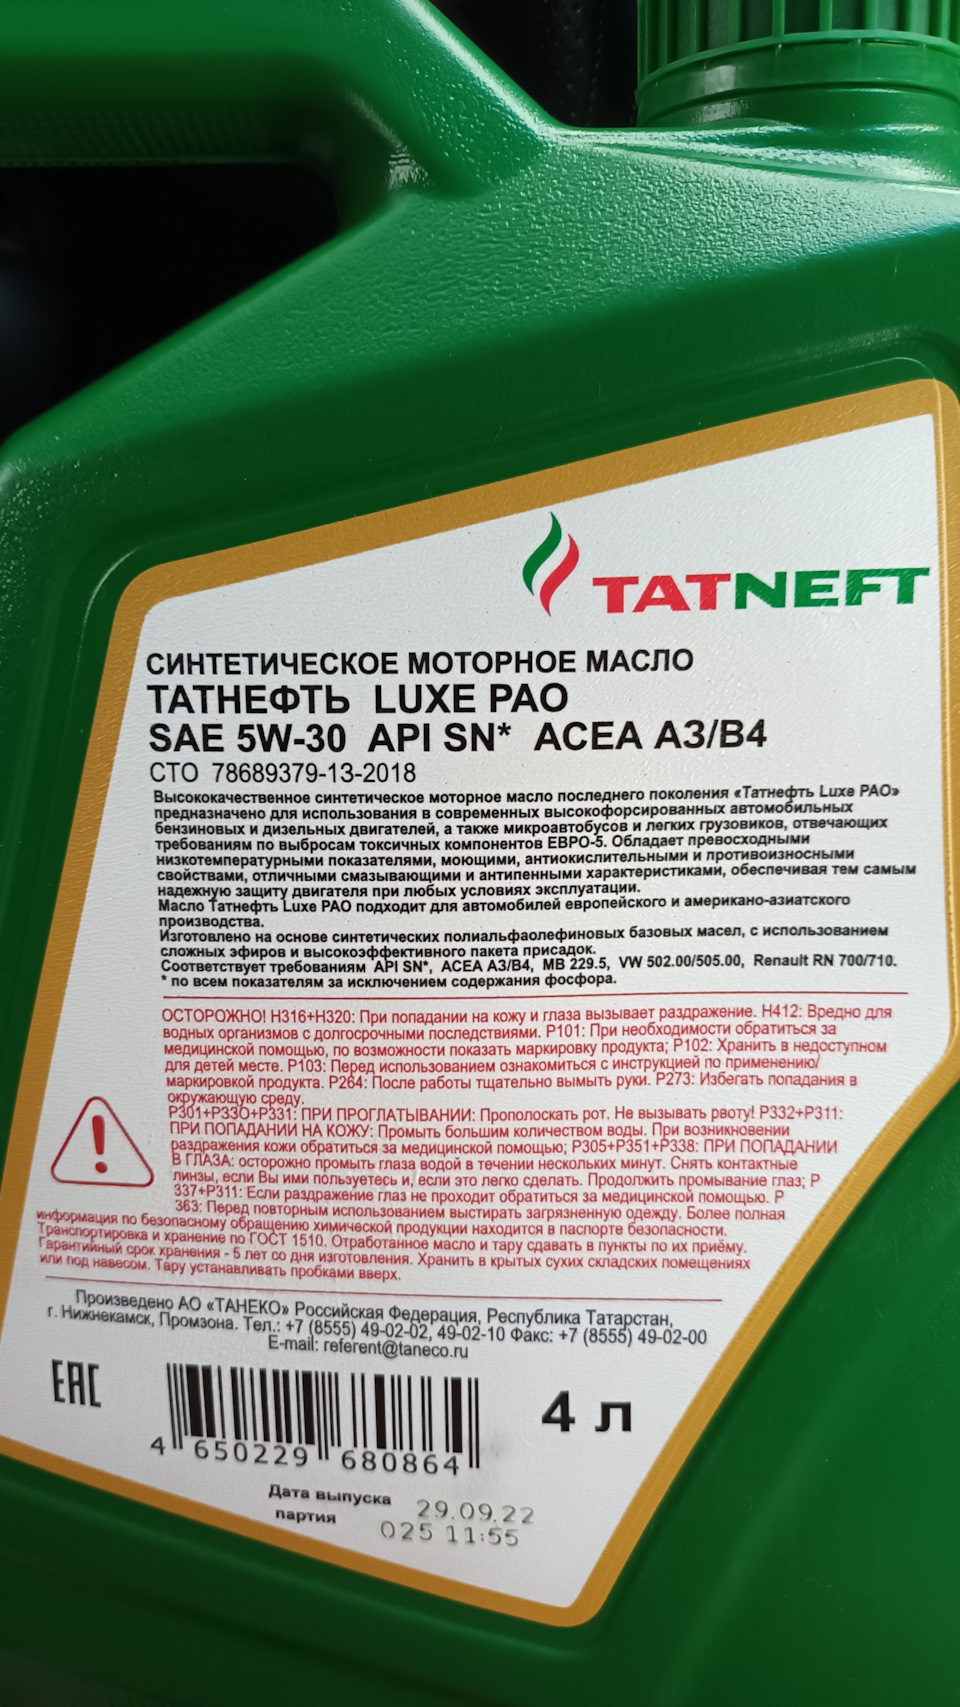 TATNEFT
СИНТЕТИЧЕСКОЕ МОТОРНОЕ МАСЛО
ТАТНЕФТЬ LUXE PAO
SAE 5W-30 API SN* ACEA A3/B4
СТО 78689379-13-2018
Высококачественное синтетическое моторное масло последнего поколения «Татнефть Luxe PAO»
предназначено для использования в современных высокофорсированных автомобильных
бензиновых и дизельных двигателей, а также микроавтобусов и легких грузовиков, отвечающих
требованиям по выбросам токсичных компонентов ЕВРО-5. Обладает превосходными
низкотемпературными показателями, моющими, антиокислительными и противоизносными
свойствами, отличными смазывающими и антипенными характеристиками, обеспечивая тем самым
надежную защиту двигателя при любых условиях эксплуатации.
Масло Татнефть Luxe PAO подходит для автомобилей европейского и американо-азиатского
производства.
Изготовлено на основе синтетических полиальфаолефиновых базовых масел, с использованием
сложных эфиров и высокоэффективного пакета присадок.
Соответствует требованиям API SN*, ACEA A3/B4, MB 229.5, VW 502.00/505.00, Renault RN 700/710.
* по всем показателям за исключением содержания фосфора.
ОСТОРОЖНО! H316+H320: При попадании на кожу и глаза вызывает раздражение. H412: Вредно для
водных организмов с долгосрочными последствиями. P101: При необходимости обратиться за
медицинской помощью, по возможности показать маркировку продукта; P102: Хранить в недоступном
для детей месте. P103: Перед использованием ознакомиться с инструкцией по применению/
маркировкой продукта. P264: После работы тщательно вымыть руки. P273: Избегать попадания в
окружающую среду.
P301+P330+P331: ПРИ ПРОГЛАТЫВАНИИ: Прополоскать рот. Не вызывать рвоту! P332+P311:
ПРИ ПОПАДАНИИ НА КОЖУ: Промыть большим количеством воды. При возникновении
раздражения кожи обратиться за медицинской помощью; P305+P351+P338: ПРИ ПОПАДАНИИ
В ГЛАЗА: осторожно промыть глаза водой в течении нескольких минут. Снять контактные
линзы, если Вы ими пользуетесь и, если это легко сделать. Продолжить промывание глаз; P
337+P311: Если раздражение глаз не проходит обратиться за медицинской помощью. P
363: Перед повторным использованием выстирать загрязненную одежду. Более полная
информация по безопасному обращению химической продукции находится в паспорте безопасности.
Транспортировка и хранение по ГОСТ 1510. Отработанное масло и тару сдавать в пункты по их приёму.
Гарантийный срок хранения - 5 лет со дня изготовления. Хранить в крытых сухих складских помещениях
или под навесом. Тару устанавливать пробками вверх.
Произведено АО «ТАНЕКО» Российская Федерация, Республика Татарстан,
г. Нижнекамск, Промзона. Тел.: +7 (8555) 49-02-02, 49-02-10 Факс: +7 (8555) 49-02-00
E-mail: referent@taneco.ru
EAC
4 650229 680864
4 л
Дата выпуска 29.09.22
партия 025 11:55